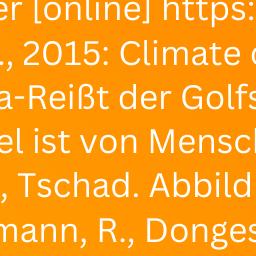 er [online] https:
., 2015: Climate
a-Reißt der Golfs
el ist von Mensch
, Tschad. Abbild
mann, R., Donges